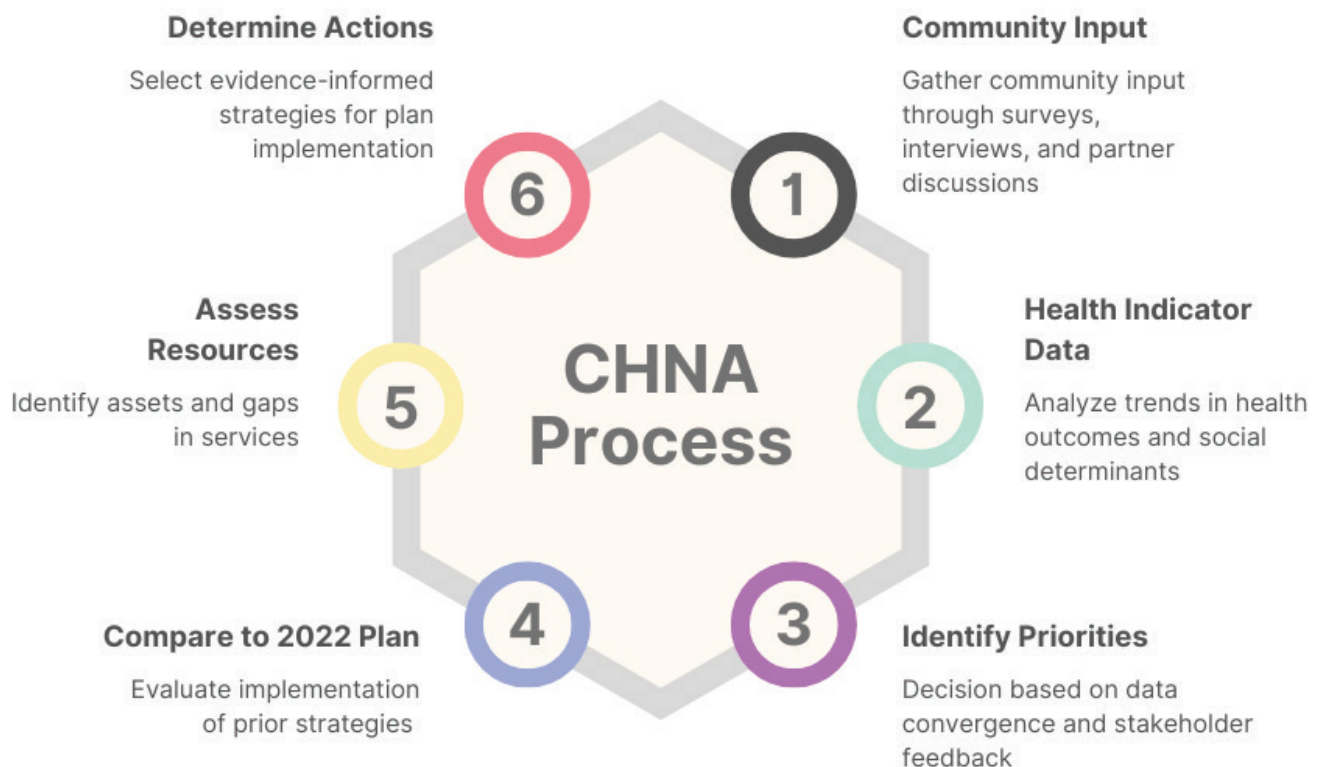 CHNA
Process
1
Community Input
Gather community input
through surveys,
interviews, and partner
discussions
2
Health Indicator
Data
Analyze trends in health
outcomes and social
determinants
3
Identify Priorities
Decision based on data
convergence and stakeholder
feedback
4
Compare to 2022 Plan
Evaluate implementation
of prior strategies
5
Assess
Resources
Identify assets and gaps
in services
6
Determine Actions
Select evidence-informed
strategies for plan
implementation